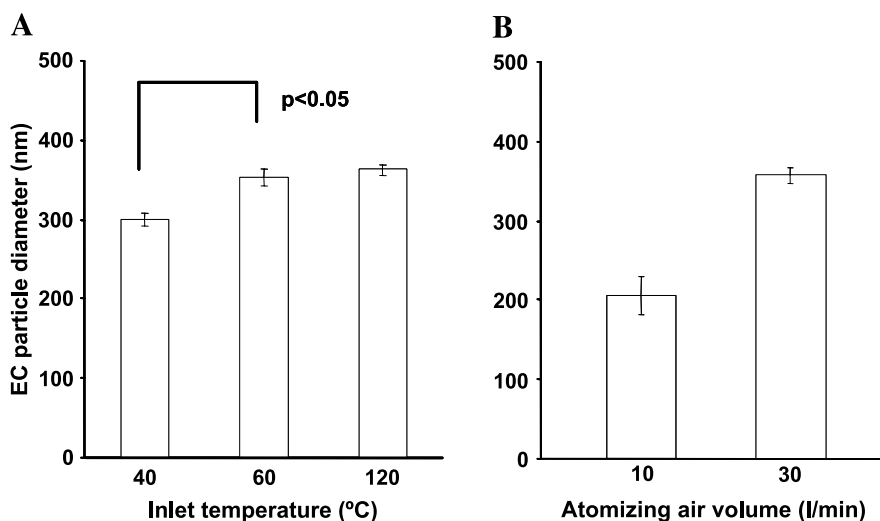 A
500
400
300
200
100
0
EC particle diameter (nm)
p<0.05
40 60 120
Inlet temperature (ºC)
B
500
400
300
200
100
0
10 30
Atomizing air volume (l/min)